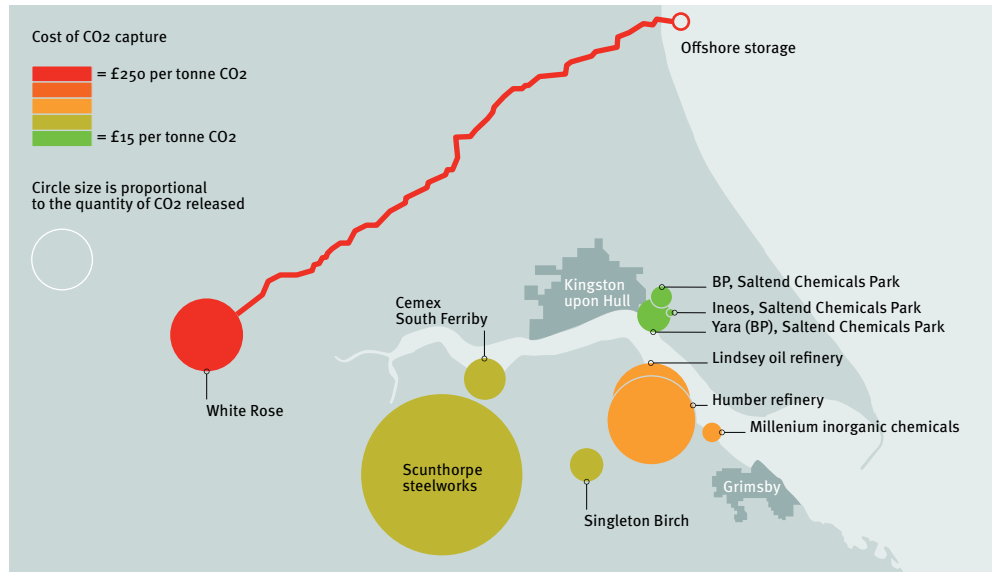 Cost of CO2 capture
= £250 per tonne CO2
= £15 per tonne CO2
Circle size is proportional
to the quantity of CO2 released
Offshore storage
White Rose
Cemex
South Ferriby
Kingston
upon Hull
BP, Saltend Chemicals Park
Ineos, Saltend Chemicals Park
Yara (BP), Saltend Chemicals Park
Lindsey oil refinery
Humber refinery
Millenium inorganic chemicals
Scunthorpe
steelworks
Singleton Birch
Grimsby